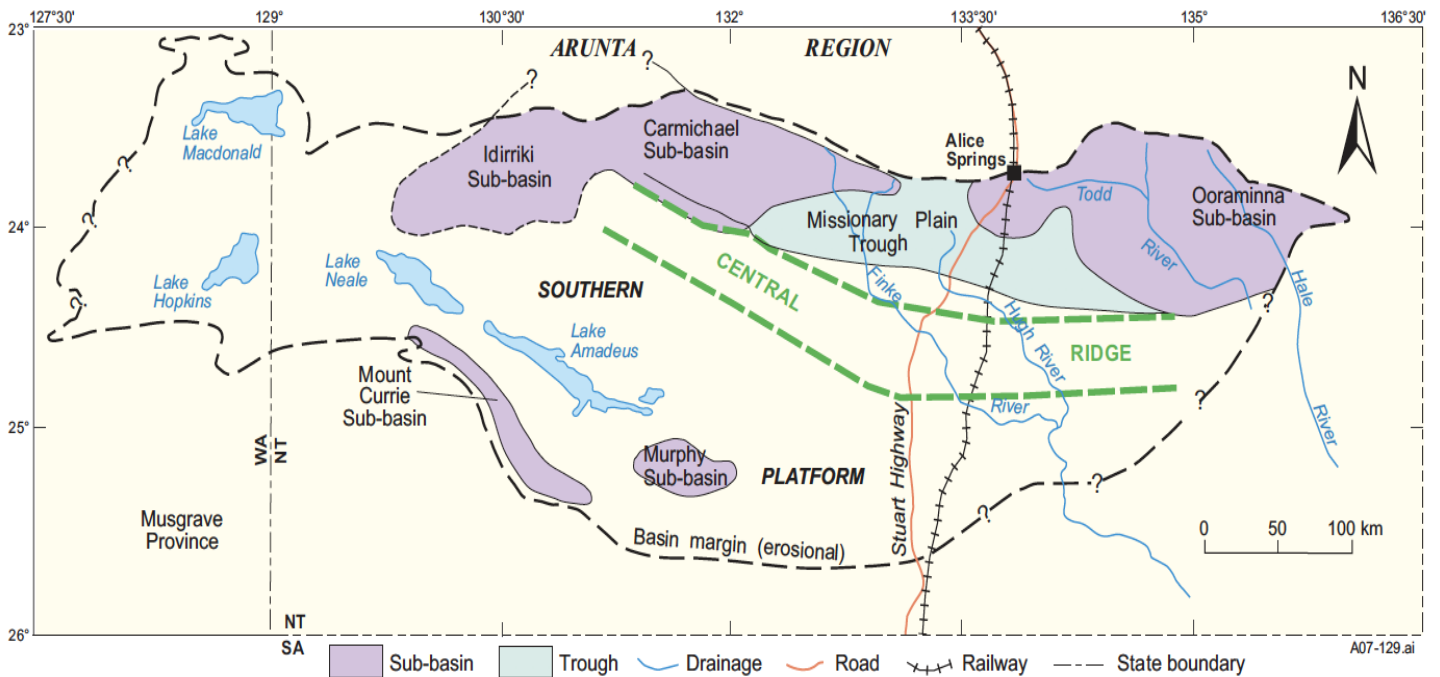 127°30'
129°
130°30'
132°
133°30'
135°
136°30'
23°
ARUNTA REGION
?
?
N
Lake
Macdonald
Carmichael
Sub-basin
Alice
Springs
Idirriki
Sub-basin
?
Todd
Ooraminna
Sub-basin
Missionary Plain
Trough
24°
?
River
Lake
Neale
CENTRAL
Finke
Hale
Lake
Hopkins
?
SOUTHERN
?
Hugh River
Lake
Amadeus
RIDGE
Mount
Currie
Sub-basin
?
River
River
25°
WA
NT
Murphy
Sub-basin
PLATFORM
Stuart Highway
?
?
Musgrave
Province
Basin margin (erosional)
0 50 100 km
NT
26°
SA
A07-129.ai
Sub-basin
Trough
Drainage
Road
Railway
State boundary